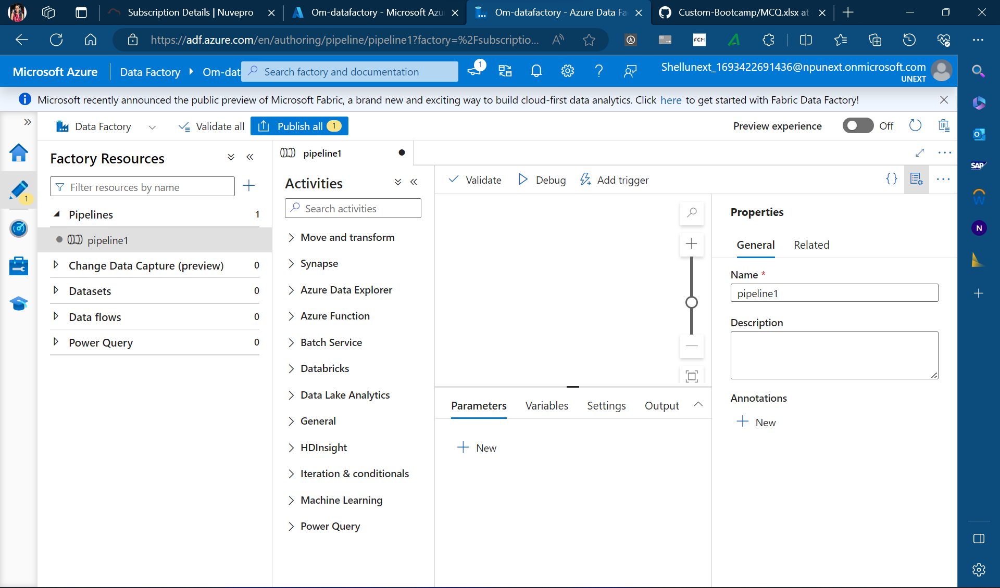 Subscription Details | Nuvepro
Om-datafactory - Microsoft Azu
Om-datafactory - Azure Data Fa
Custom-Bootcamp/MCQ.xlsx at
https://adf.azure.com/en/authoring/pipeline/pipeline1?factory=%2Fsubscriptio...
FCM
Microsoft Azure
Data Factory
Om-dat
Search factory and documentation
1
Shellunext_1693422691436@npunext.onmicrosoft.com
UNEXT
Microsoft recently announced the public preview of Microsoft Fabric, a brand new and exciting way to build cloud-first data analytics. Click here to get started with Fabric Data Factory!
Data Factory
Validate all
Publish all 1
Preview experience
Off
Factory Resources
Filter resources by name
1
Pipelines 1
pipeline1
Change Data Capture (preview) 0
Datasets 0
Data flows 0
Power Query 0
pipeline1
Activities
Search activities
Move and transform
Synapse
Azure Data Explorer
Azure Function
Batch Service
Databricks
Data Lake Analytics
General
HDInsight
Iteration & conditionals
Machine Learning
Power Query
Validate
Debug
Add trigger
{}
Parameters
Variables
Settings
Output
New
Properties
General
Related
Name *
pipeline1
Description
Annotations
New
SAP
W
N